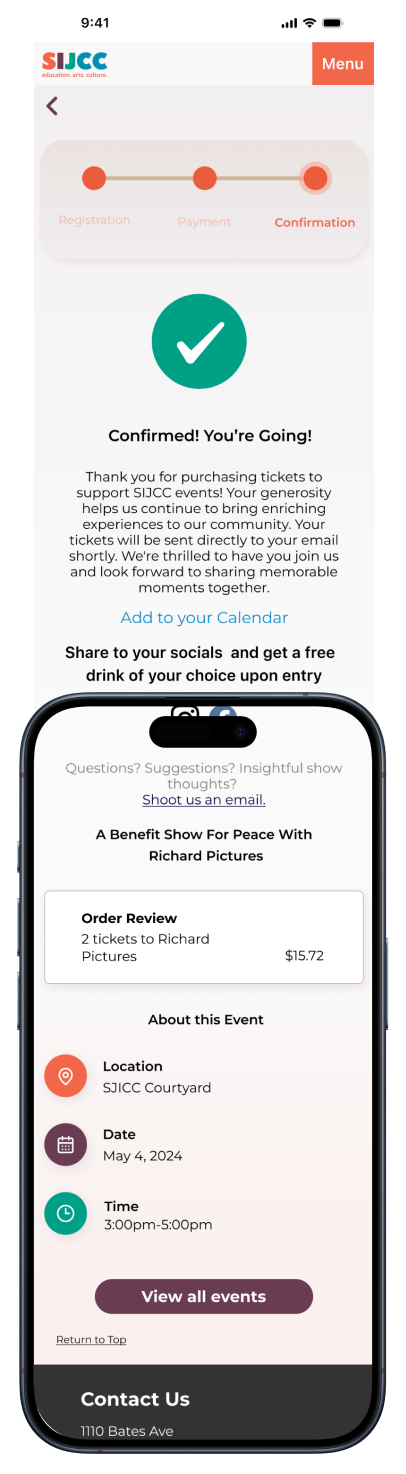 9:41
SIJCC
education. arts. culture.
Menu
Registration
Payment
Confirmation
Confirmed! You're Going!
Thank you for purchasing tickets to
support SIJCC events! Your generosity
helps us continue to bring enriching
experiences to our community. Your
tickets will be sent directly to your email
shortly. We're thrilled to have you join us
and look forward to sharing memorable
moments together.
Add to your Calendar
Share to your socials and get a free
drink of your choice upon entry
Questions? Suggestions? Insightful show
thoughts?
Shoot us an email.
A Benefit Show For Peace With
Richard Pictures
Order Review
2 tickets to Richard
Pictures
$15.72
About this Event
Location
SJICC Courtyard
Date
May 4, 2024
Time
3:00pm-5:00pm
View all events
Return to Top
Contact Us
1110 Bates Ave